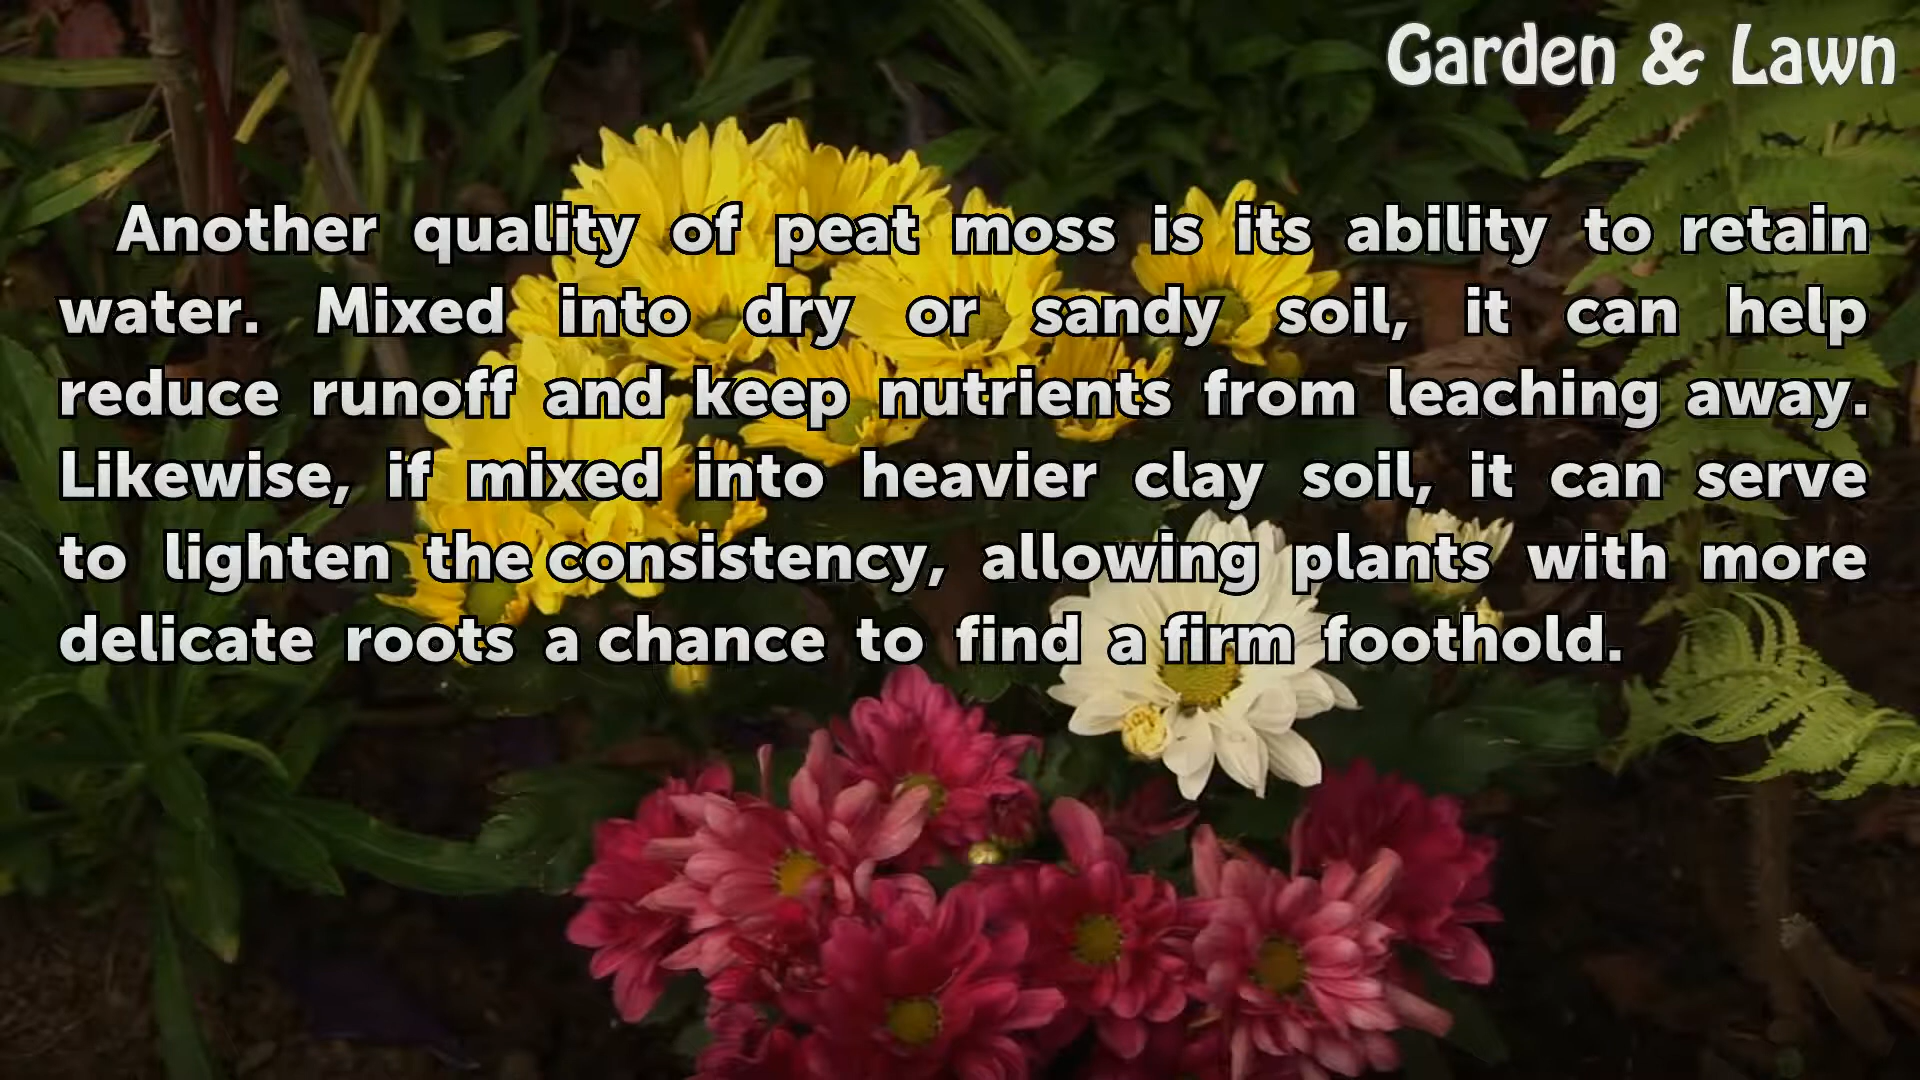 Garden & Lawn
Another quality of peat moss is its ability to retain
water. Mixed into dry or sandy soil, it can help
reduce runoff and keep nutrients from leaching away.
Likewise, if mixed into heavier clay soil, it can serve
to lighten the consistency, allowing plants with more
delicate roots a chance to find a firm foothold.